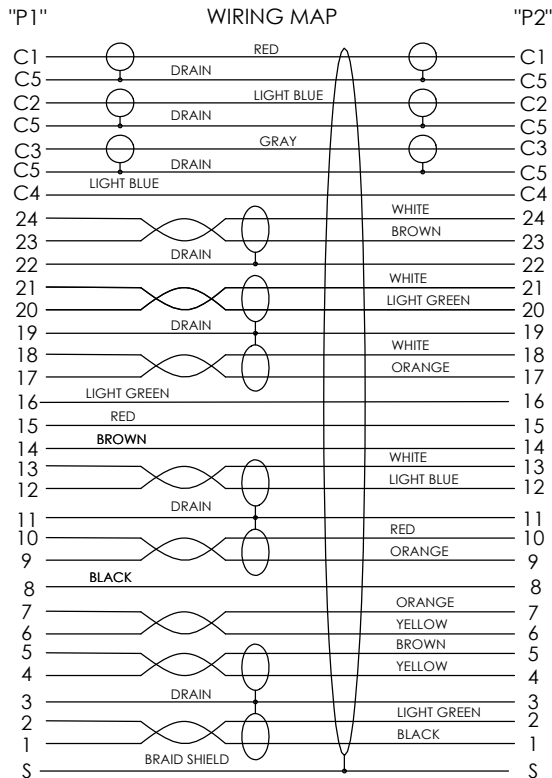 "P1" WIRING MAP "P2"
C1 RED C1
C5 DRAIN C5
C2 LIGHT BLUE C2
C5 DRAIN C5
C3 GRAY C3
C5 DRAIN C5
C4 LIGHT BLUE C4
24 WHITE 24
23 BROWN 23
22 DRAIN 22
21 WHITE 21
20 LIGHT GREEN 20
19 DRAIN 19
18 WHITE 18
17 ORANGE 17
16 LIGHT GREEN 16
15 RED 15
14 BROWN 14
13 WHITE 13
12 LIGHT BLUE 12
11 DRAIN 11
10 RED 10
9 ORANGE 9
8 BLACK 8
7 ORANGE 7
6 YELLOW 6
5 BROWN 5
4 YELLOW 4
3 DRAIN 3
2 LIGHT GREEN 2
1 BLACK 1
S BRAID SHIELD S